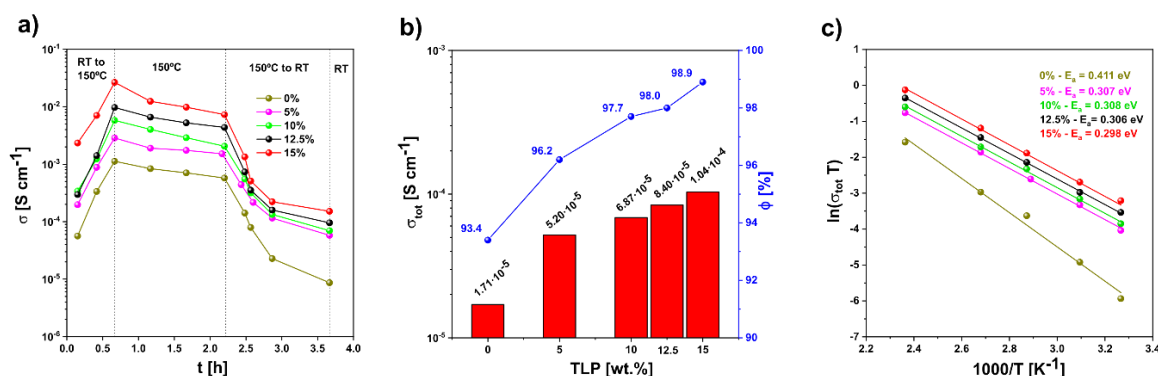 a)
RT to
150ºC
150ºC
150ºC to RT
RT
0%
5%
10%
12.5%
15%
10⁻¹
10⁻²
10⁻³
10⁻⁴
10⁻⁵
10⁻⁶
σ [S cm⁻¹]
0.0 0.5 1.0 1.5 2.0 2.5 3.0 3.5 4.0
t [h]
b)
10⁻³
10⁻⁴
10⁻⁵
σtot [S cm⁻¹]
93.4
96.2
97.7
98.0
98.9
1.71·10⁻⁵
5.20·10⁻⁵
6.87·10⁻⁵
8.40·10⁻⁵
1.04·10⁻⁴
100
98
96
94
92
90
ϕ [%]
0 5 10 12.5 15
TLP [wt.%]
c)
0% - Ea = 0.411 eV
5% - Ea = 0.307 eV
10% - Ea = 0.308 eV
12.5% - Ea = 0.306 eV
15% - Ea = 0.298 eV
1
0
-1
-2
-3
-4
-5
-6
-7
ln(σtot T)
2.2 2.4 2.6 2.8 3.0 3.2 3.4
1000/T [K⁻¹]